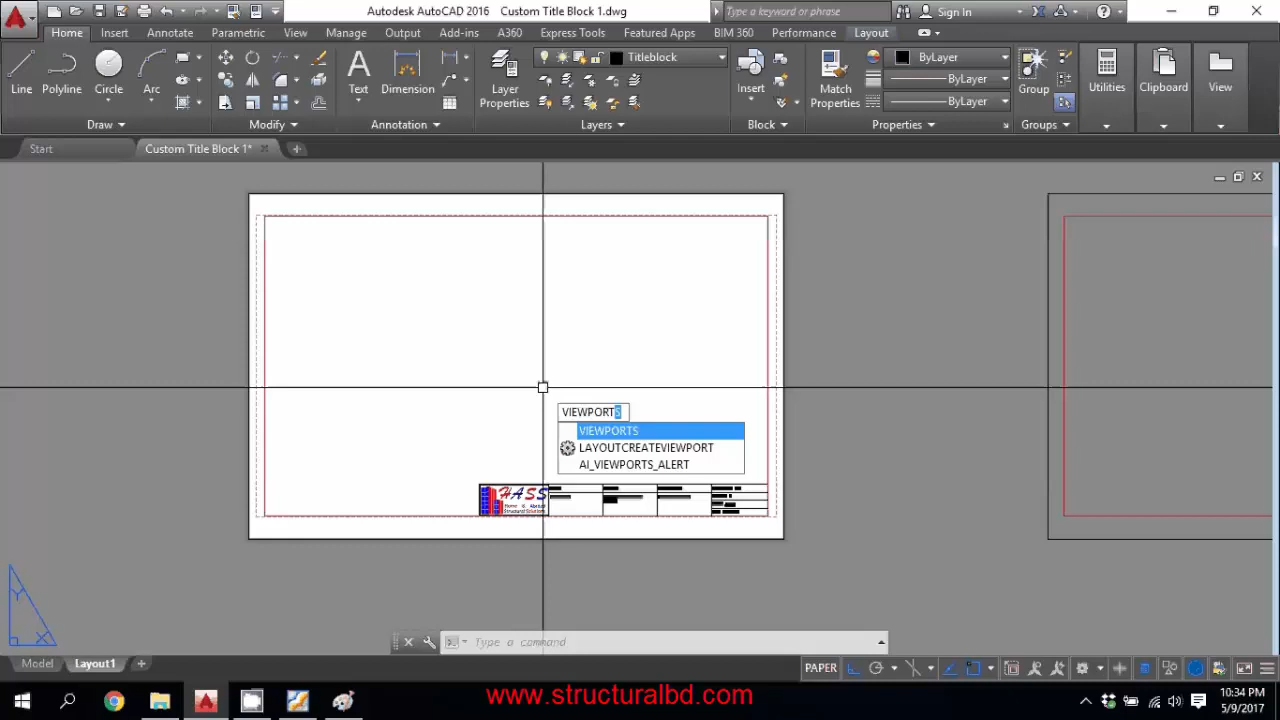 Autodesk AutoCAD 2016 Custom Title Block 1.dwg
Type a keyword or phrase
Sign In
Home Insert Annotate Parametric View Manage Output Add-ins A360 Express Tools Featured Apps BIM 360 Performance Layout
Line Polyline Circle Arc
Text Dimension
Layer Properties
Titleblock
Insert
Match Properties
ByLayer
ByLayer
ByLayer
Group
Utilities Clipboard View
Draw Modify Annotation Layers Block Properties Groups
Start Custom Title Block 1*
VIEWPORTS
VIEWPORTS
LAYOUTCREATEVIEWPORT
AI_VIEWPORTS_ALERT
HASS
Home & Abroad
Structural Solutions
Y
X
Type a command
Model Layout1
PAPER
www.structuralbd.com
10:34 PM
5/9/2017